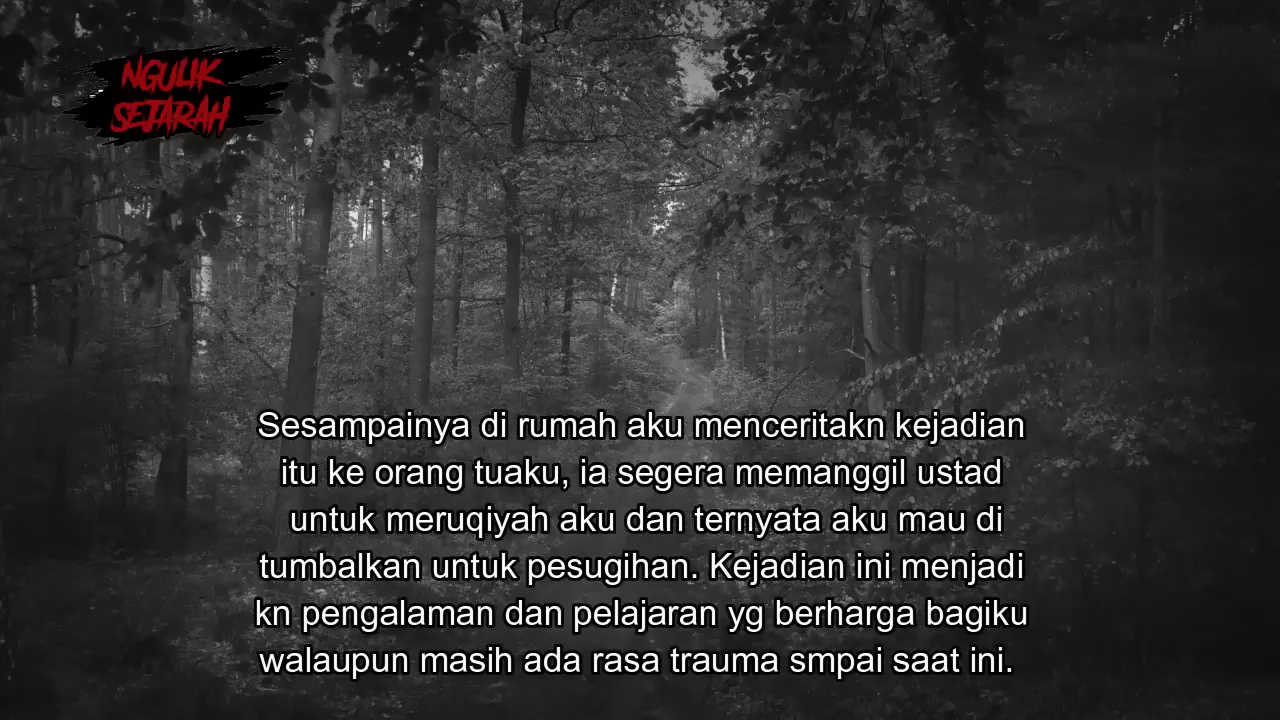 NGULIK
SEJARAH
Sesampainya di rumah aku menceritakn kejadian
itu ke orang tuaku, ia segera memanggil ustad
untuk meruqiyah aku dan ternyata aku mau di
tumbalkan untuk pesugihan. Kejadian ini menjadi
kn pengalaman dan pelajaran yg berharga bagiku
walaupun masih ada rasa trauma smpai saat ini.